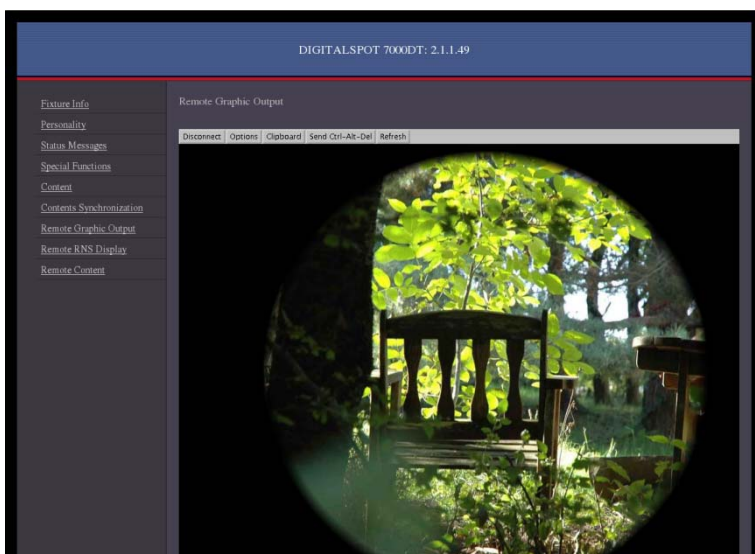 DIGITALSPOT 7000DT: 2.1.1.49
Fixture Info
Personality
Status Messages
Special Functions
Content
Contents Synchronization
Remote Graphic Output
Remote RNS Display
Remote Content
Remote Graphic Output
Disconnect Options Clipboard Send Ctrl-Alt-Del Refresh